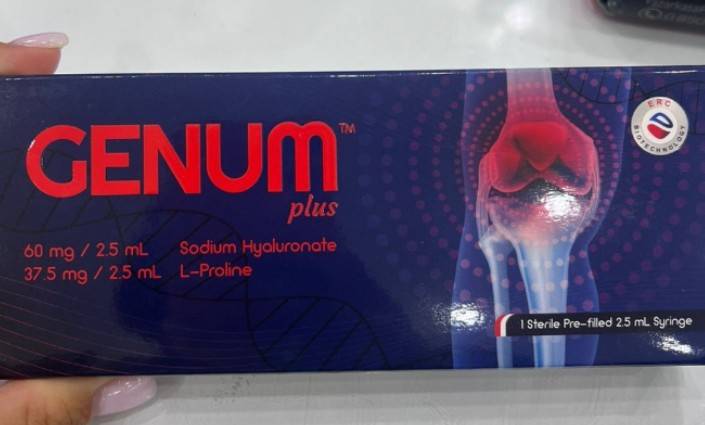 GENUM™
plus
60 mg / 2.5 mL Sodium Hyaluronate
37.5 mg / 2.5 mL L-Proline
ERC
BIOTECHNOLOGY
1 Sterile Pre-filled 2.5 mL Syringe